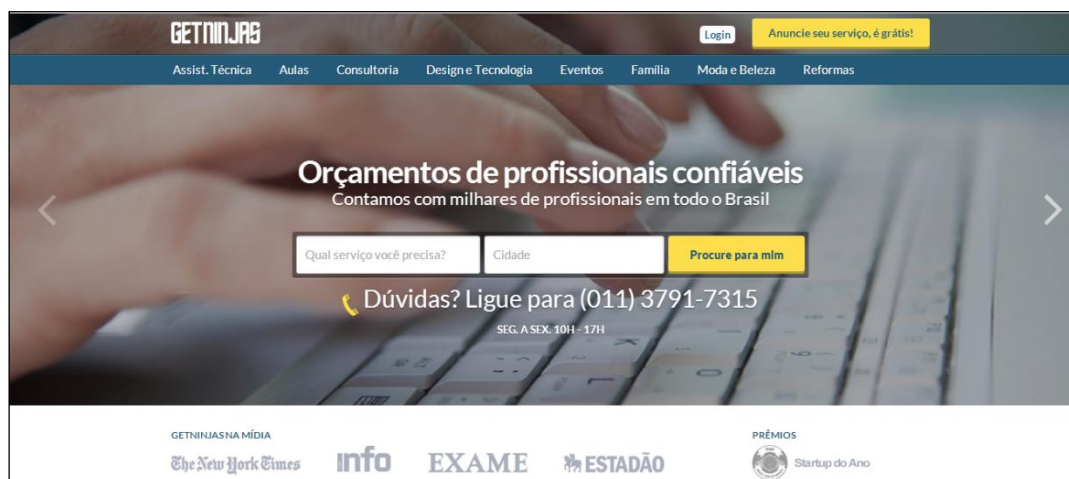 GETNINJAS
Login
Anuncie seu serviço, é grátis!
Assist. Técnica Aulas Consultoria Design e Tecnologia Eventos Família Moda e Beleza Reformas
Orçamentos de profissionais confiáveis
Contamos com milhares de profissionais em todo o Brasil
Qual serviço você precisa? Cidade Procure para mim
Dúvidas? Ligue para (011) 3791-7315
SEG. A SEX. 10H - 17H
GETNINJAS NA MÍDIA
The New York Times info EXAME ESTADÃO
PRÊMIOS
Startup do Ano